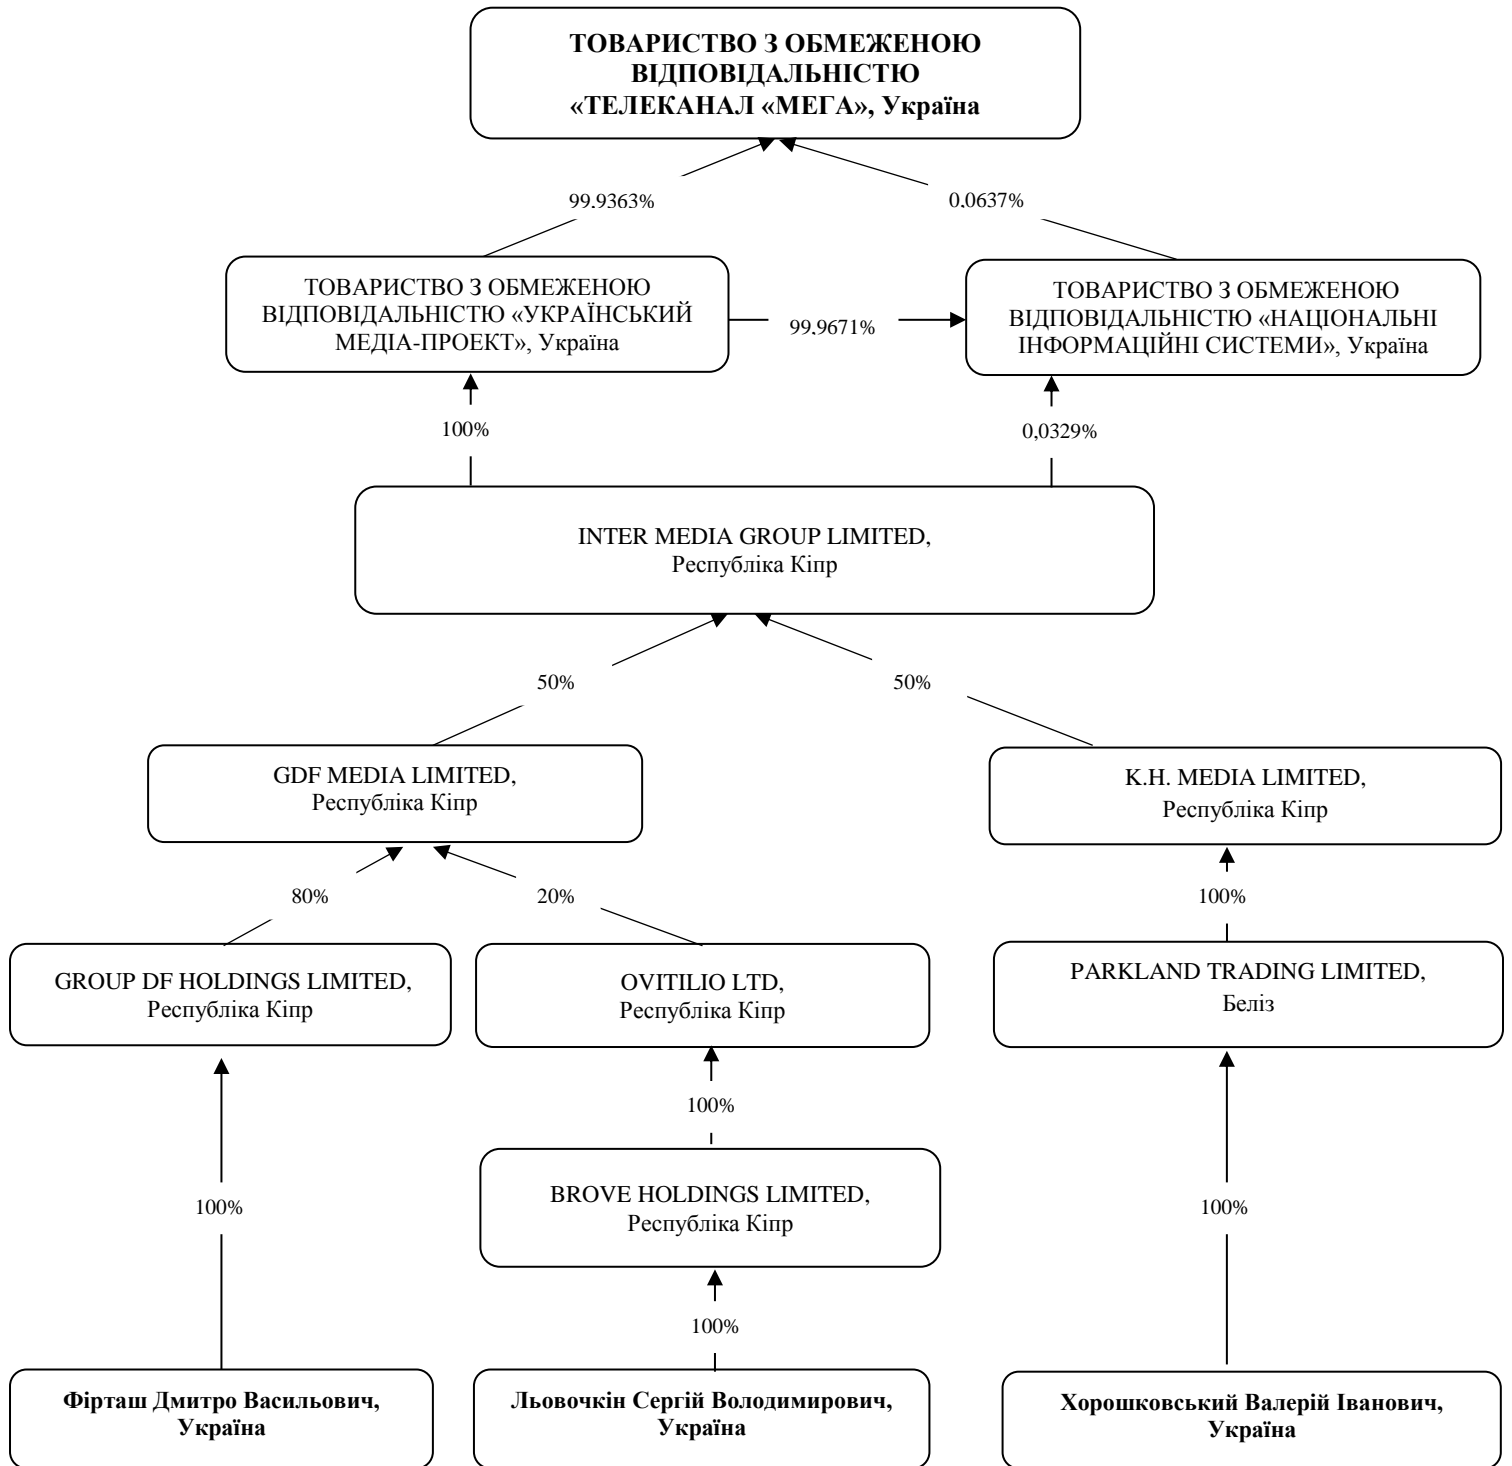 ТОВАРИСТВО З ОБМЕЖЕНОЮ
ВІДПОВІДАЛЬНІСТЮ
«ТЕЛЕКАНАЛ «МЕГА», Україна
99,9363%
0,0637%
ТОВАРИСТВО З ОБМЕЖЕНОЮ
ВІДПОВІДАЛЬНІСТЮ «УКРАЇНСЬКИЙ
МЕДІА-ПРОЕКТ», Україна
99,9671%
ТОВАРИСТВО З ОБМЕЖЕНОЮ
ВІДПОВІДАЛЬНІСТЮ «НАЦІОНАЛЬНІ
ІНФОРМАЦІЙНІ СИСТЕМИ», Україна
100%
0,0329%
INTER MEDIA GROUP LIMITED,
Республіка Кіпр
50%
50%
GDF MEDIA LIMITED,
Республіка Кіпр
K.H. MEDIA LIMITED,
Республіка Кіпр
80%
20%
100%
GROUP DF HOLDINGS LIMITED,
Республіка Кіпр
OVITILIO LTD,
Республіка Кіпр
PARKLAND TRADING LIMITED,
Беліз
100%
BROVE HOLDINGS LIMITED,
Республіка Кіпр
100%
100%
100%
Фірташ Дмитро Васильович,
Україна
Льовочкін Сергій Володимирович,
Україна
Хорошковський Валерій Іванович,
Україна